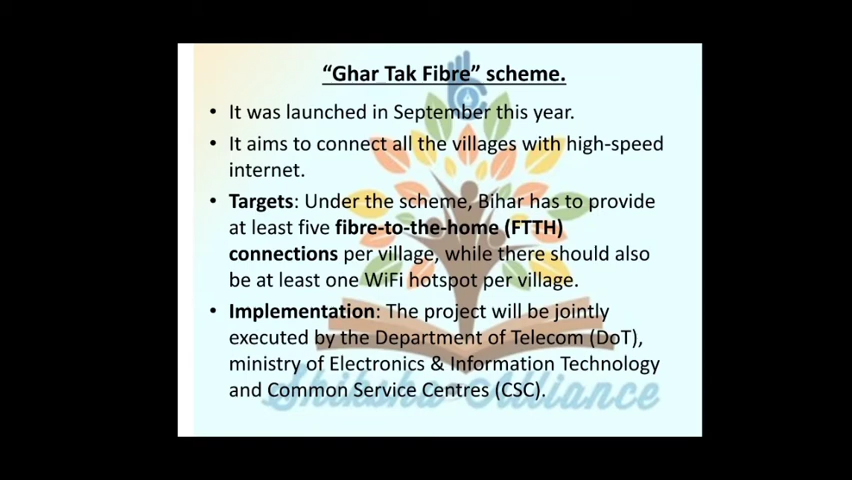 “Ghar Tak Fibre” scheme.
• It was launched in September this year.
• It aims to connect all the villages with high-speed
internet.
• Targets: Under the scheme, Bihar has to provide
at least five fibre-to-the-home (FTTH)
connections per village, while there should also
be at least one WiFi hotspot per village.
• Implementation: The project will be jointly
executed by the Department of Telecom (DoT),
ministry of Electronics & Information Technology
and Common Service Centres (CSC).
Shiksha Alliance